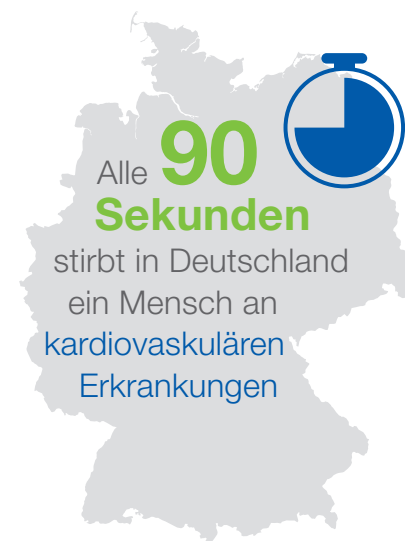 Alle 90
Sekunden
stirbt in Deutschland
ein Mensch an
kardiovaskulären
Erkrankungen